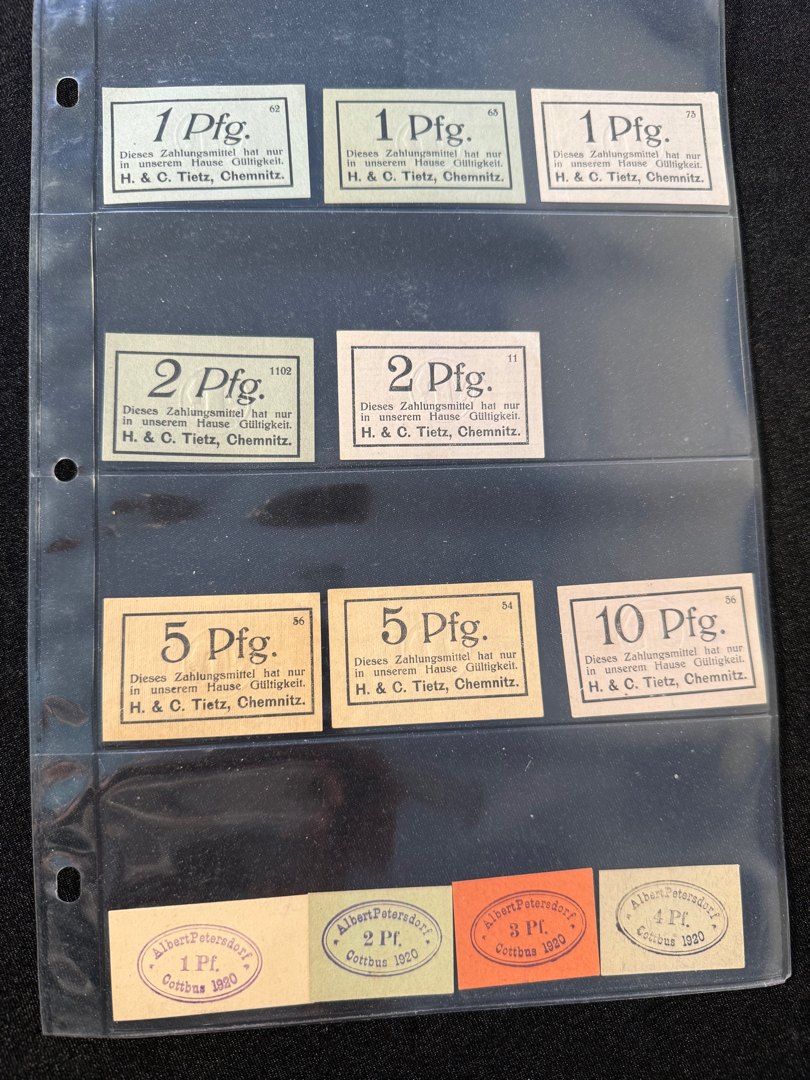 1 Pfg.
62
Dieses Zahlungsmittel hat nur
in unserem Hause Gültigkeit.
H. & C. Tietz, Chemnitz.
1 Pfg.
63
Dieses Zahlungsmittel hat nur
in unserem Hause Gültigkeit.
H. & C. Tietz, Chemnitz.
1 Pfg.
73
Dieses Zahlungsmittel hat nur
in unserem Hause Gültigkeit.
H. & C. Tietz, Chemnitz.
2 Pfg.
1102
Dieses Zahlungsmittel hat nur
in unserem Hause Gültigkeit.
H. & C. Tietz, Chemnitz.
2 Pfg.
11
Dieses Zahlungsmittel hat nur
in unserem Hause Gültigkeit.
H. & C. Tietz, Chemnitz.
5 Pfg.
56
Dieses Zahlungsmittel hat nur
in unserem Hause Gültigkeit.
H. & C. Tietz, Chemnitz.
5 Pfg.
54
Dieses Zahlungsmittel hat nur
in unserem Hause Gültigkeit.
H. & C. Tietz, Chemnitz.
10 Pfg.
56
Dieses Zahlungsmittel hat nur
in unserem Hause Gültigkeit.
H. & C. Tietz, Chemnitz.
Albert Petersdorf
1 Pf.
Cottbus 1920
Albert Petersdorf
2 Pf.
Cottbus 1920
Albert Petersdorf
3 Pf.
Cottbus 1920
Albert Petersdorf
4 Pf.
Cottbus 1920